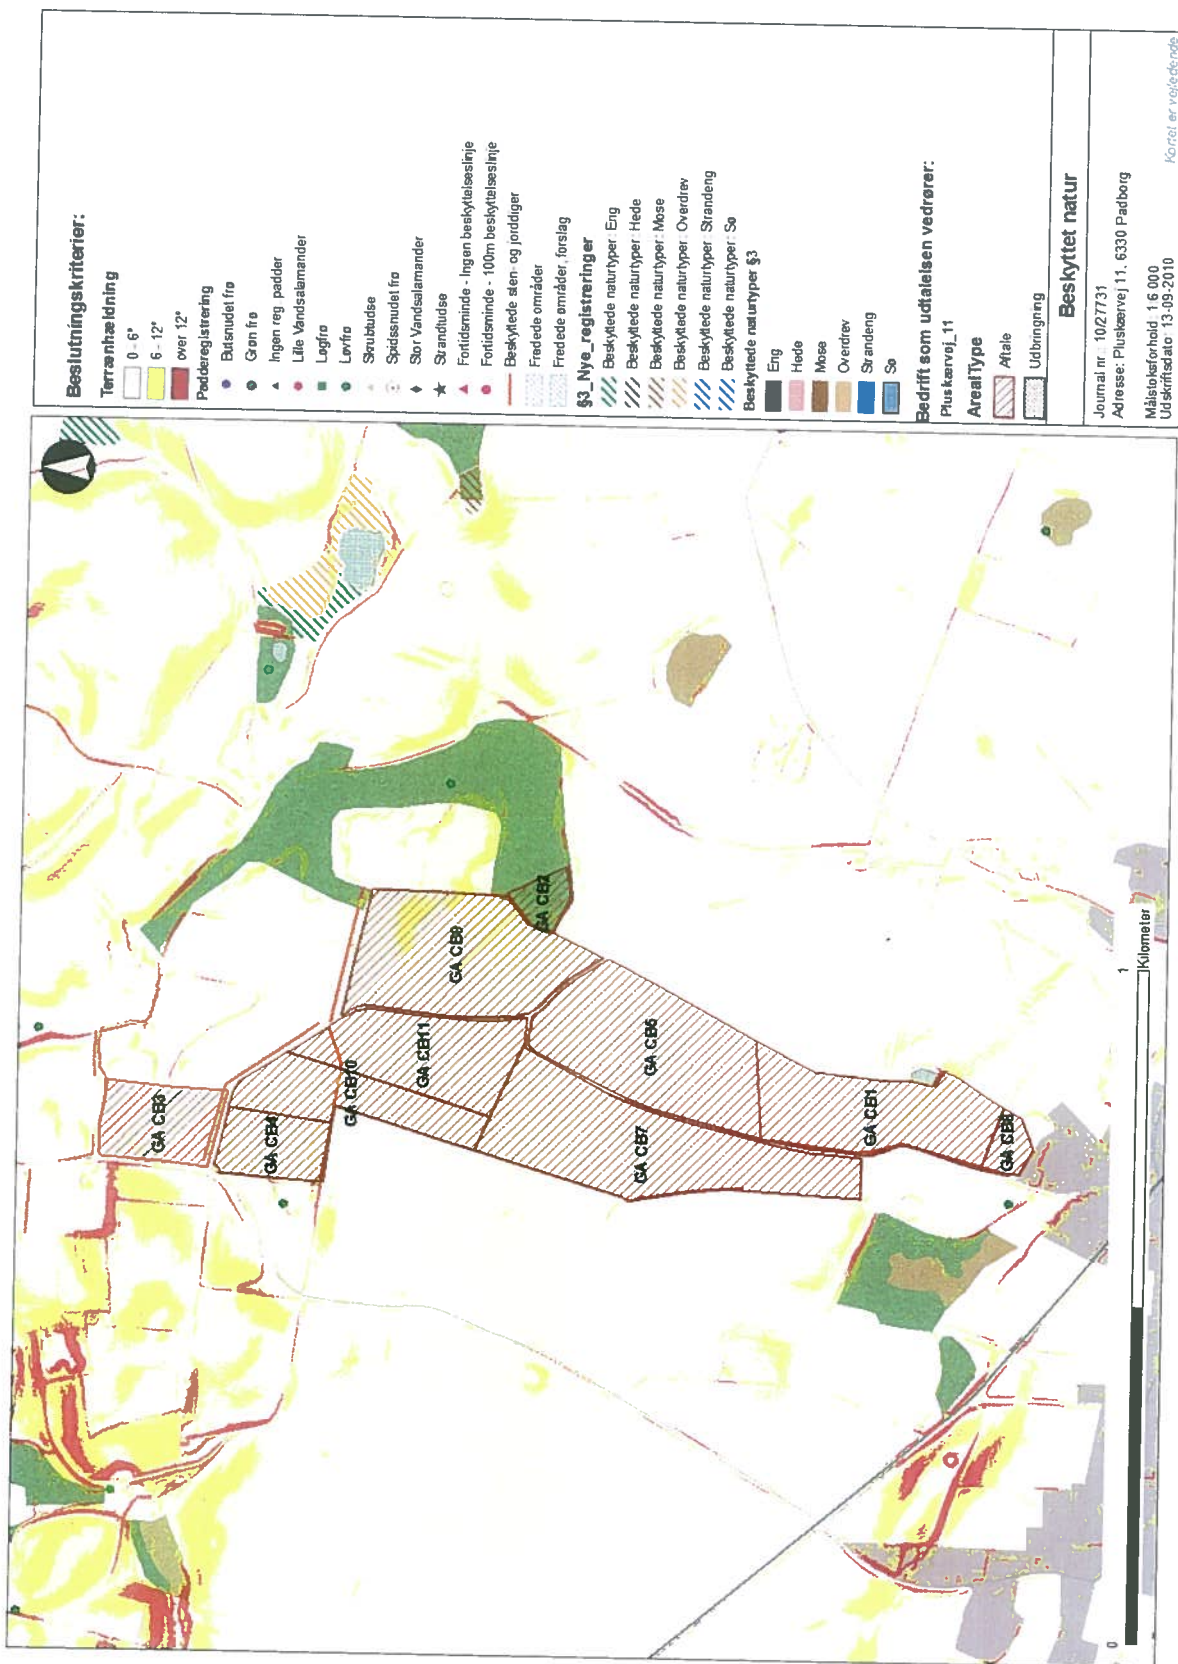 Beslutningskriterier:
Terrænhældning
0 - 6°
6 - 12°
over 12°
Padderegistrering
Butsnudet frø
Grøn frø
Ingen reg. padder
Lille Vandsalamander
Løgfrø
Løvfrø
Skrubtudse
Spidssnudet frø
Stor Vandsalamander
Strandtudse
Fortidsminde - Ingen beskyttelseslinje
Fortidsminde - 100m beskyttelseslinje
Beskyttede sten- og jorddiger
Fredede områder
Fredede områder, forslag
§3_Nye_registreringer
Beskyttede naturtyper: Eng
Beskyttede naturtyper: Hede
Beskyttede naturtyper: Mose
Beskyttede naturtyper: Overdrev
Beskyttede naturtyper: Strandeng
Beskyttede naturtyper: Sø
Beskyttede naturtyper §3
Eng
Hede
Mose
Overdrev
Strandeng
Sø
Bedrift som udtalelsen vedrører:
Pluskærvej_11
ArealType
Aftale
Udbringning
Beskyttet natur
Journal nr.: 10/27731
Adresse: Pluskærvej 11, 6330 Padborg
Målstoksforhold: 1:6 000
Udskriftsdato: 13-09-2010
Kortet er vejledende
GA CB3
GA CB4
GA CB10
GA CB11
GA CB9
GA CB2
GA CB7
GA CB5
GA CB1
GA CB8
0
1
Kilometer